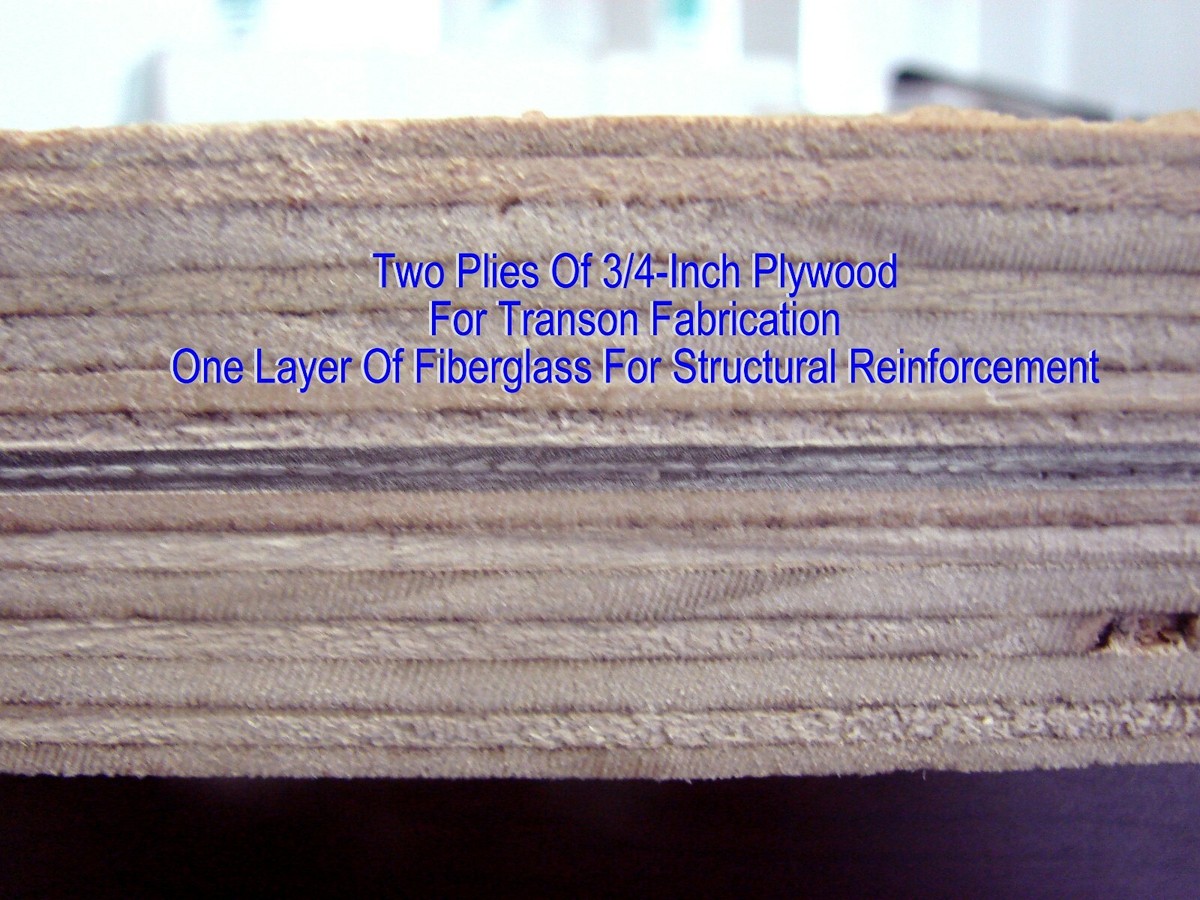 Two Plies Of 3/4-Inch Plywood
For Transon Fabrication
One Layer Of Fiberglass For Structural Reinforcement